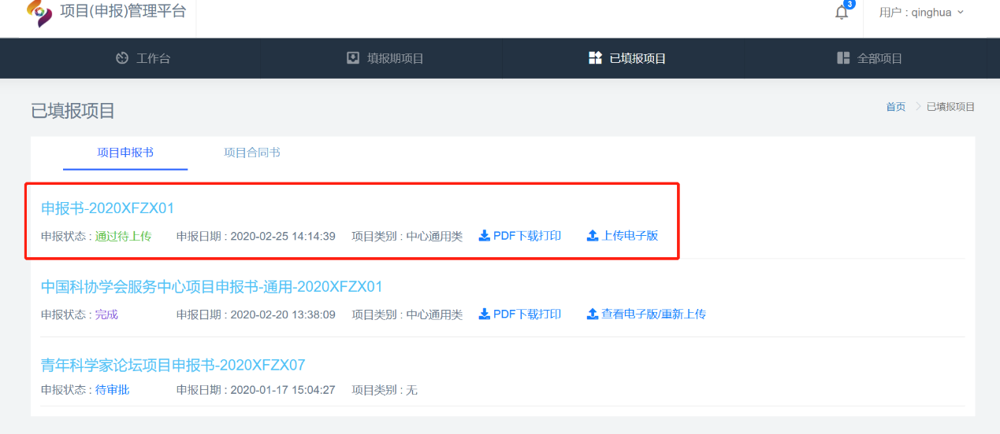 项目(申报)管理平台
3
用户 : qinghua
工作台
填报期项目
已填报项目
全部项目
已填报项目
首页
已填报项目
项目申报书
项目合同书
申报书-2020XFZX01
申报状态 : 通过待上传 申报日期 : 2020-02-25 14:14:39 项目类别 : 中心通用类 PDF下载打印 上传电子版
中国科协学会服务中心项目申报书-通用-2020XFZX01
申报状态 : 完成 申报日期 : 2020-02-20 13:38:09 项目类别 : 中心通用类 PDF下载打印 查看电子版/重新上传
青年科学家论坛项目申报书-2020XFZX07
申报状态 : 待审批 申报日期 : 2020-01-17 15:04:27 项目类别 : 无